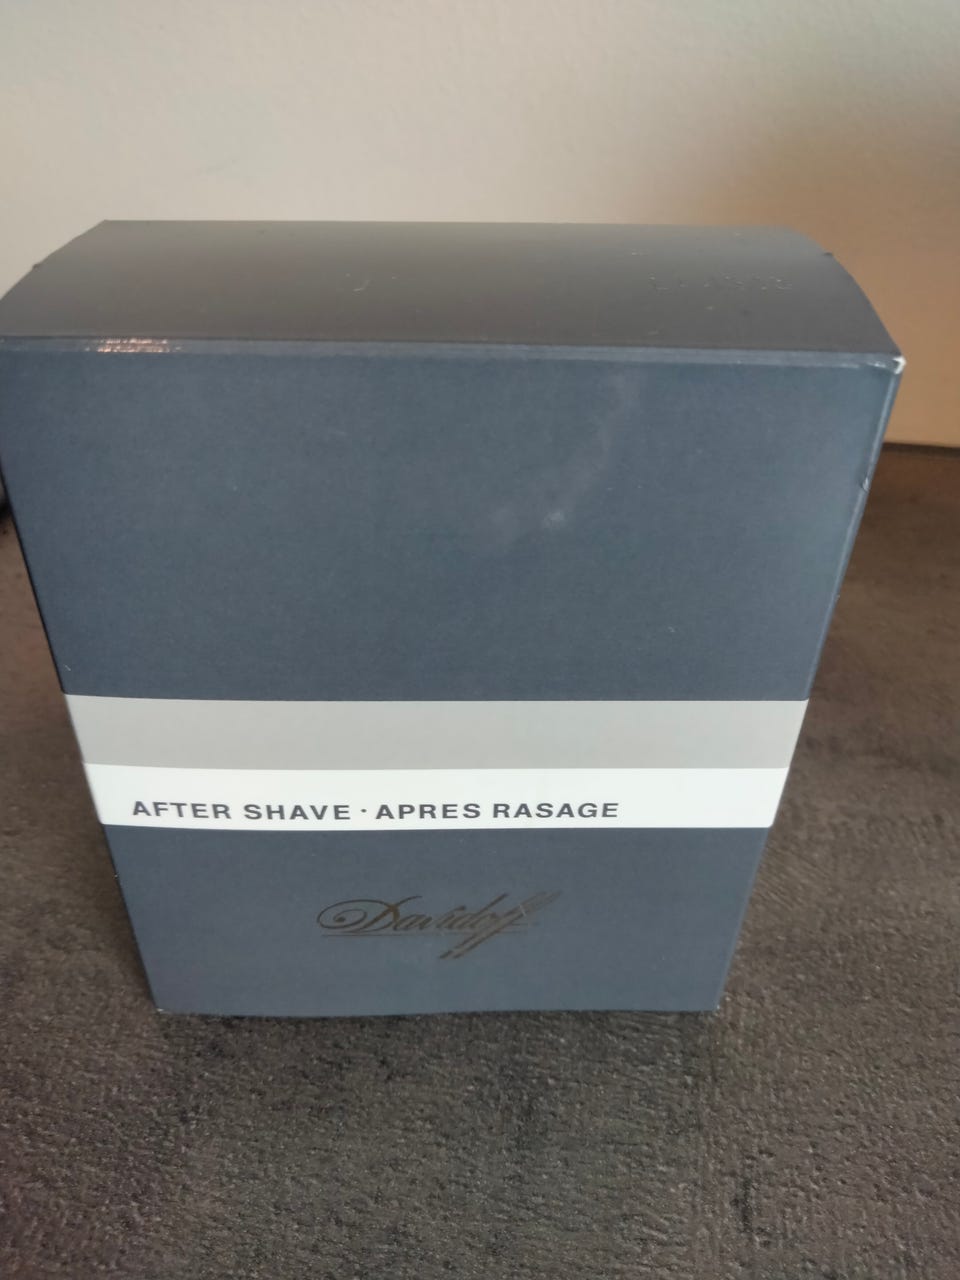 AFTER SHAVE · APRES RASAGE
Davidoff